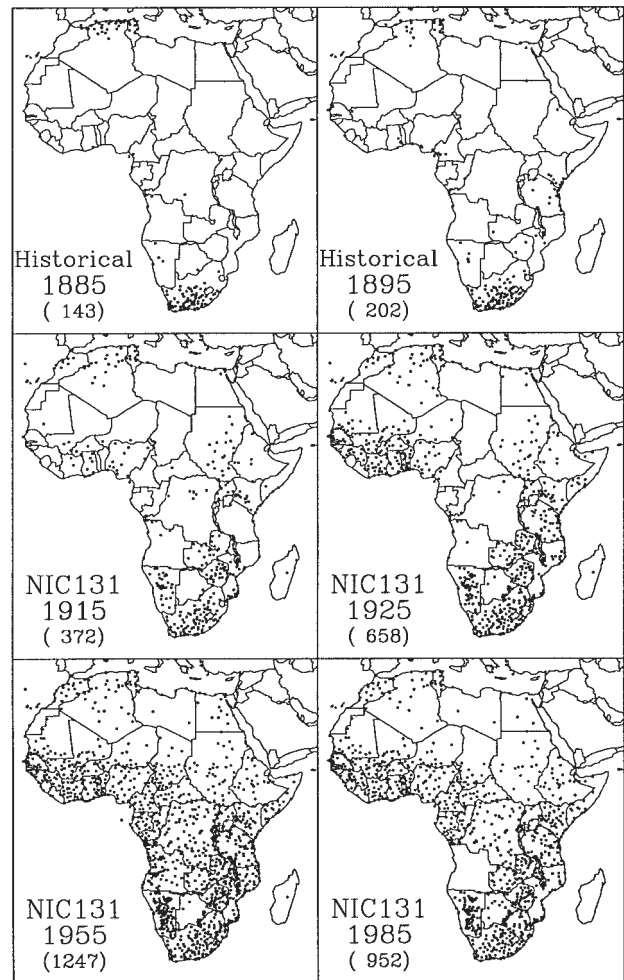 Historical
1885
( 143)
Historical
1895
( 202)
NIC131
1915
( 372)
NIC131
1925
( 658)
NIC131
1955
(1247)
NIC131
1985
( 952)